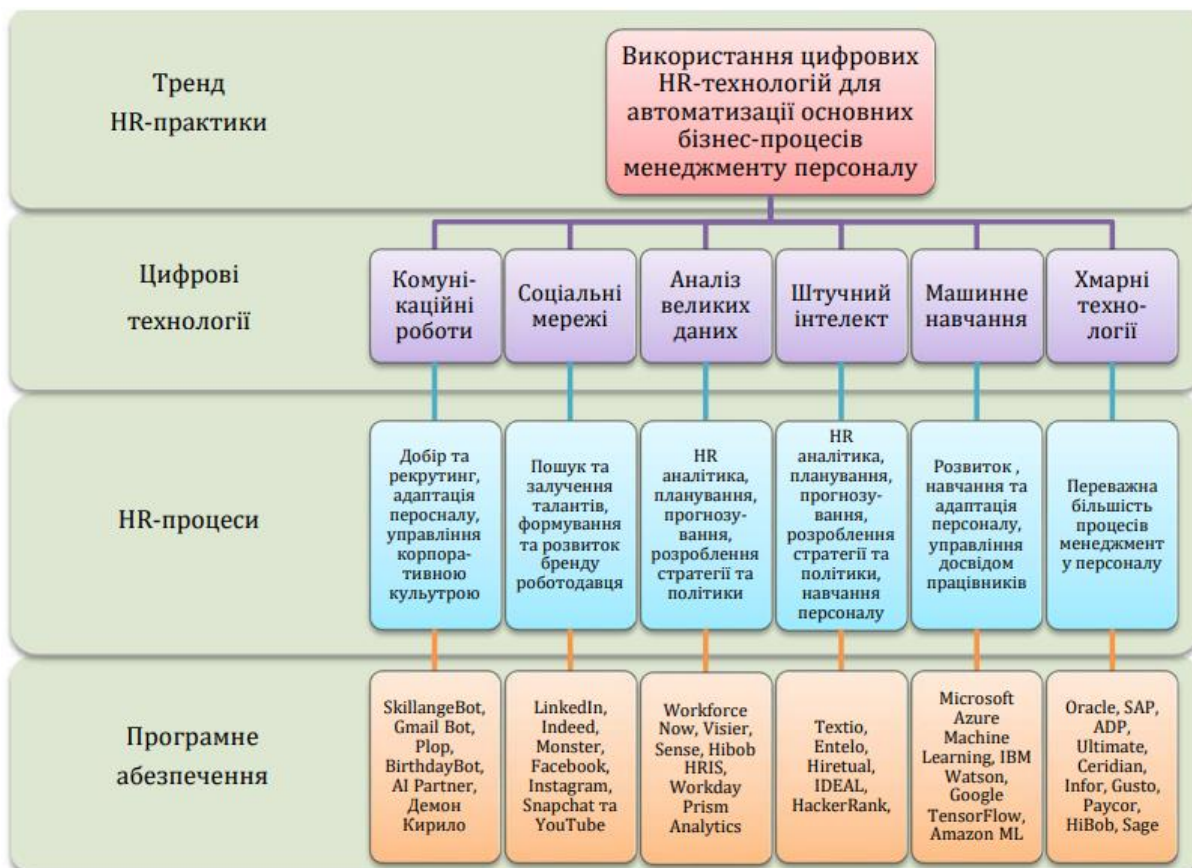 Тренд
HR-практики
Використання цифрових
HR-технологій для
автоматизації основних
бізнес-процесів
менеджменту персоналу
Цифрові
технології
Комуні-
каційні
роботи
Соціальні
мережі
Аналіз
великих
даних
Штучний
інтелект
Машинне
навчання
Хмарні
техно-
логії
HR-процеси
Добір та
рекрутинг,
адаптація
перосналу,
управління
корпора-
тивною
кульутрою
Пошук та
залучення
талантів,
формування
та розвиток
бренду
роботодавця
HR
аналітика,
планування,
прогнозу-
вання,
розроблення
стратегії та
політики
HR
аналітика,
планування,
прогнозу-
вання,
розроблення
стратегії та
політики,
навчання
персоналу
Розвиток ,
навчання та
адаптація
персоналу,
управління
досвідом
працівників
Переважна
більшість
процесів
менеджмент
у персоналу
Програмне
абезпечення
SkillangeBot,
Gmail Bot,
Plop,
BirthdayBot,
AI Partner,
Демон
Кирило
LinkedIn,
Indeed,
Monster,
Facebook,
Instagram,
Snapchat та
YouTube
Workforce
Now, Visier,
Sense, Hibob
HRIS,
Workday
Prism
Analytics
Textio,
Entelo,
Hiretual,
IDEAL,
HackerRank,
Microsoft
Azure
Machine
Learning, IBM
Watson,
Google
TensorFlow,
Amazon ML
Oracle, SAP,
ADP,
Ultimate,
Ceridian,
Infor, Gusto,
Paycor,
HiBob, Sage